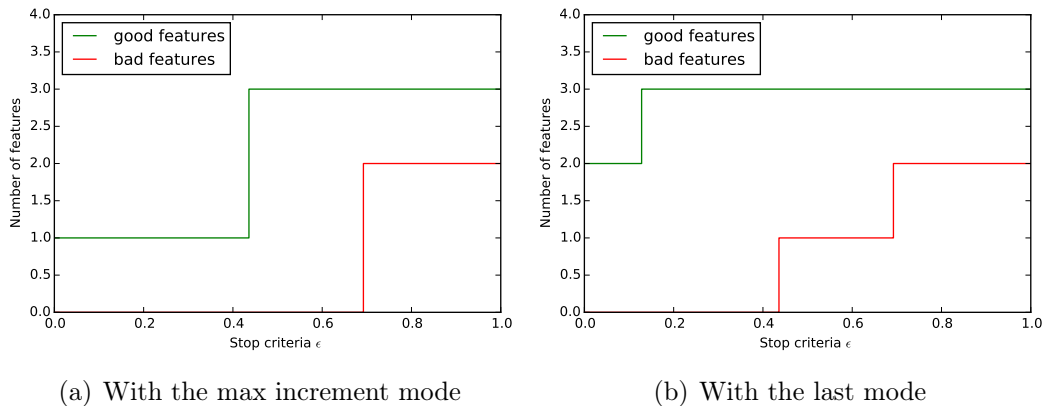 4.0
3.5
3.0
2.5
2.0
1.5
1.0
0.5
0.0
Number of features
good features
bad features
0.0 0.2 0.4 0.6 0.8 1.0
Stop criteria ϵ
(a) With the max increment mode
4.0
3.5
3.0
2.5
2.0
1.5
1.0
0.5
0.0
Number of features
good features
bad features
0.0 0.2 0.4 0.6 0.8 1.0
Stop criteria ϵ
(b) With the last mode